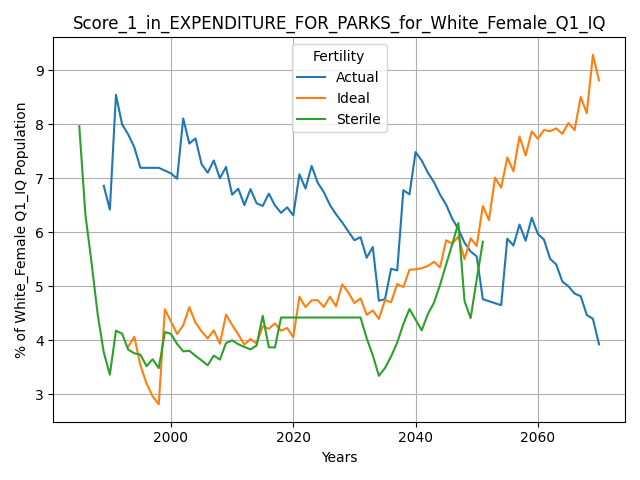 Score_1_in_EXPENDITURE_FOR_PARKS_for_White_Female_Q1_IQ
Fertility
Actual
Ideal
Sterile
% of White_Female Q1_IQ Population
9
8
7
6
5
4
3
2000
2020
2040
2060
Years